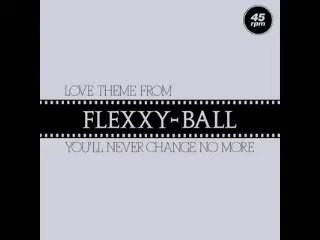 45
rpm
LOVE THEME FROM
FLEXXY-BALL
YOU'LL NEVER CHANGE NO MORE